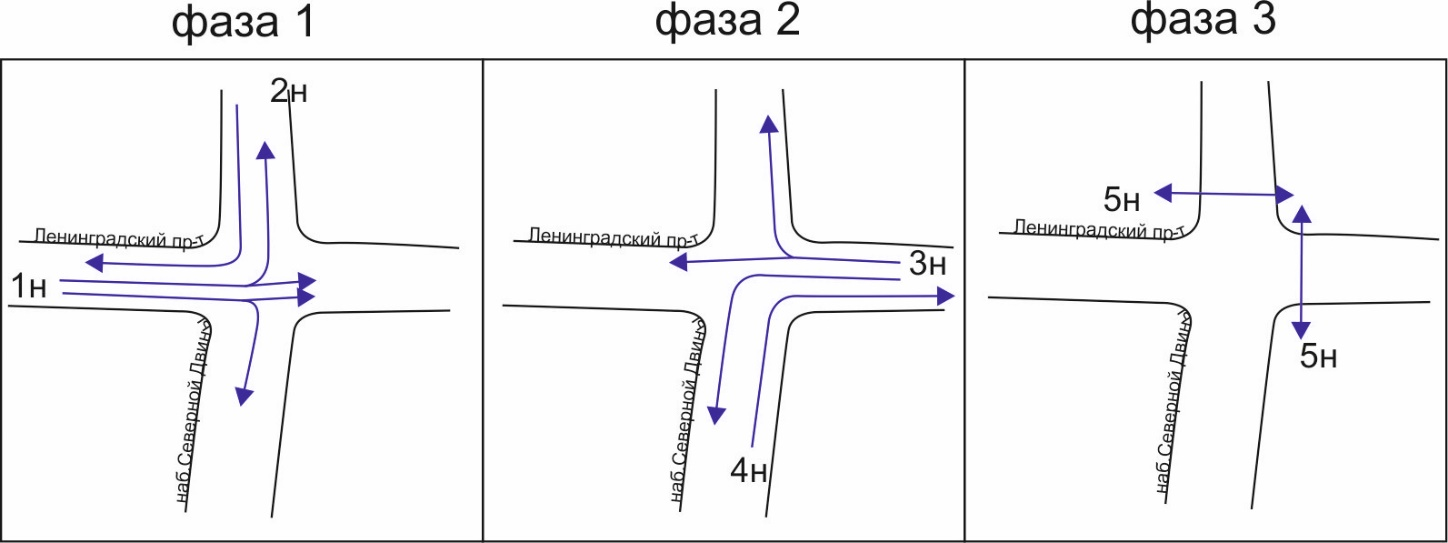 фаза 1
фаза 2
фаза 3
2н
Ленинградский пр-т
1н
наб.Северной Двины
Ленинградский пр-т
3н
наб.Северной Двины
4н
5н
Ленинградский пр-т
наб.Северной Двины
5н